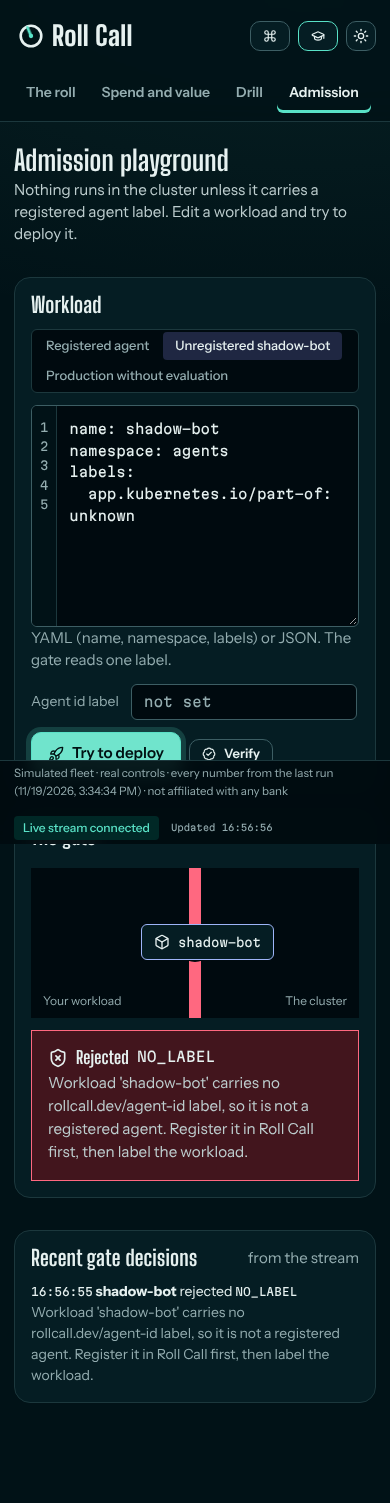 Roll Call
The roll
Spend and value
Drill
Admission
Admission playground
Nothing runs in the cluster unless it carries a
registered agent label. Edit a workload and try to
deploy it.
Workload
Registered agent
Unregistered shadow-bot
Production without evaluation
1
2
3
4
5
name: shadow-bot
namespace: agents
labels:
app.kubernetes.io/part-of:
unknown
YAML (name, namespace, labels) or JSON. The
gate reads one label.
Agent id label
not set
Try to deploy
Verify
Simulated fleet · real controls · every number from the last run
(11/19/2026, 3:34:34 PM) · not affiliated with any bank
Live stream connected
Updated 16:56:56
shadow-bot
Your workload
The cluster
Rejected NO_LABEL
Workload 'shadow-bot' carries no
rollcall.dev/agent-id label, so it is not a
registered agent. Register it in Roll Call
first, then label the workload.
Recent gate decisions
from the stream
16:56:55 shadow-bot rejected NO_LABEL
Workload 'shadow-bot' carries no
rollcall.dev/agent-id label, so it is not a registered
agent. Register it in Roll Call first, then label the
workload.